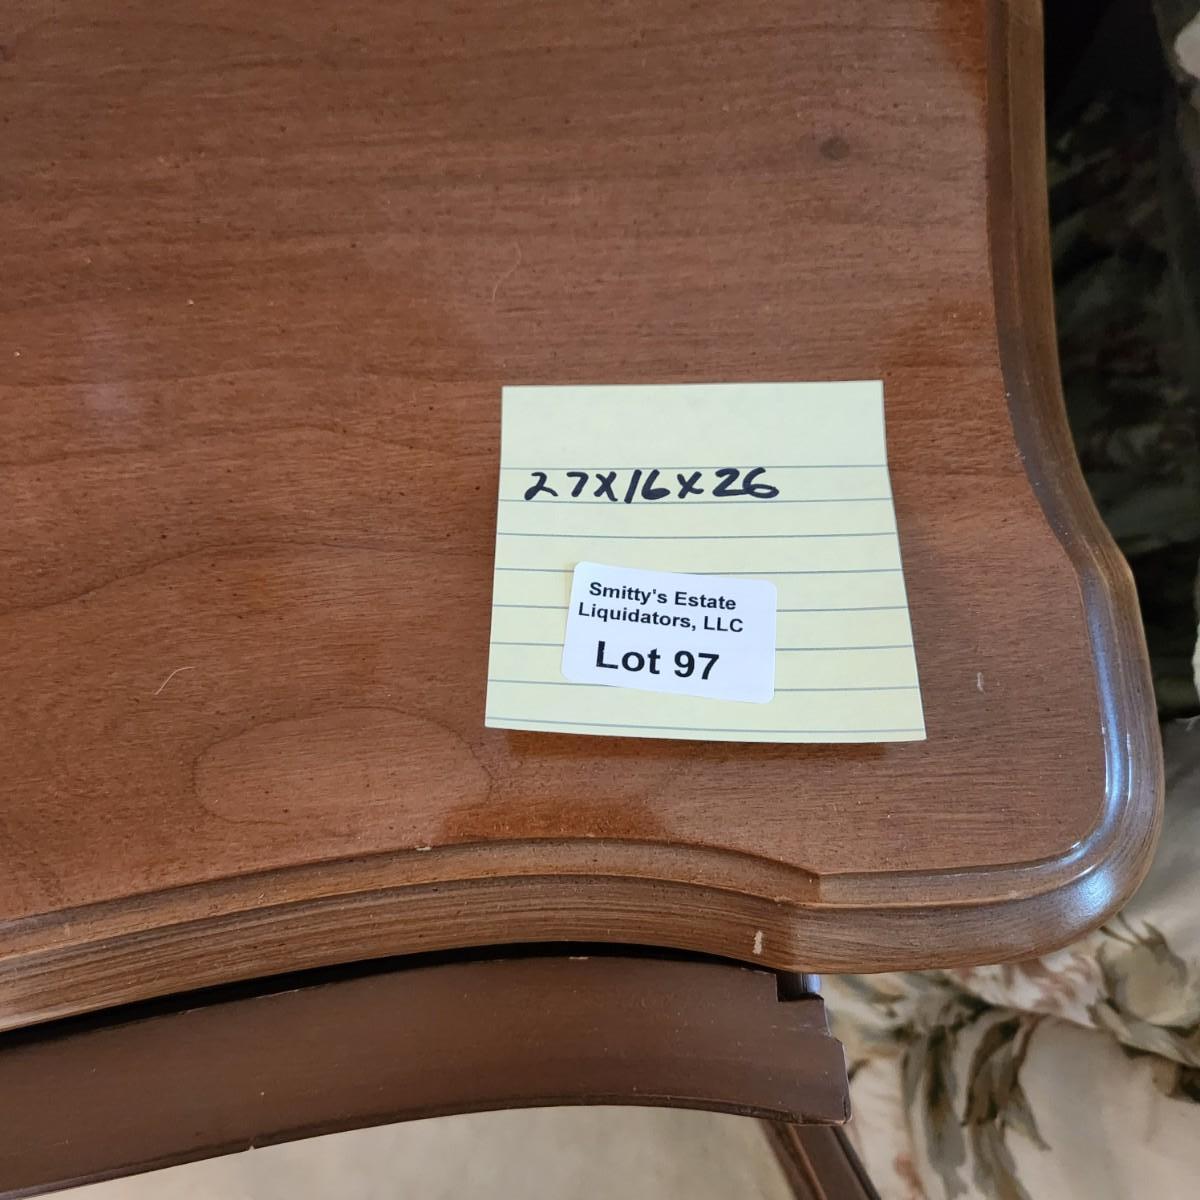 27X16X26
Smitty's Estate
Liquidators, LLC
Lot 97